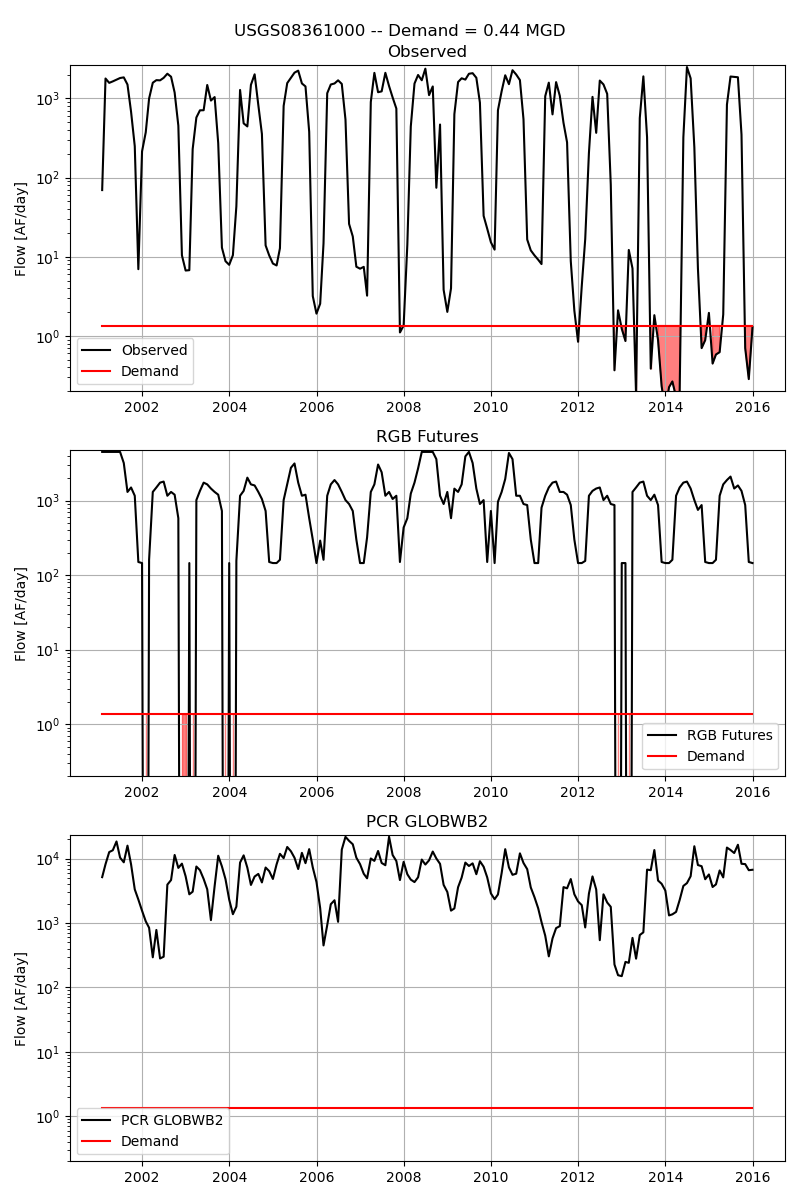 USGS08361000 -- Demand = 0.44 MGD
Observed
Flow [AF/day]
10³
10²
10¹
10⁰
Observed
Demand
2002 2004 2006 2008 2010 2012 2014 2016
RGB Futures
Flow [AF/day]
10³
10²
10¹
10⁰
RGB Futures
Demand
2002 2004 2006 2008 2010 2012 2014 2016
PCR GLOBWB2
Flow [AF/day]
10⁴
10³
10²
10¹
10⁰
PCR GLOBWB2
Demand
2002 2004 2006 2008 2010 2012 2014 2016